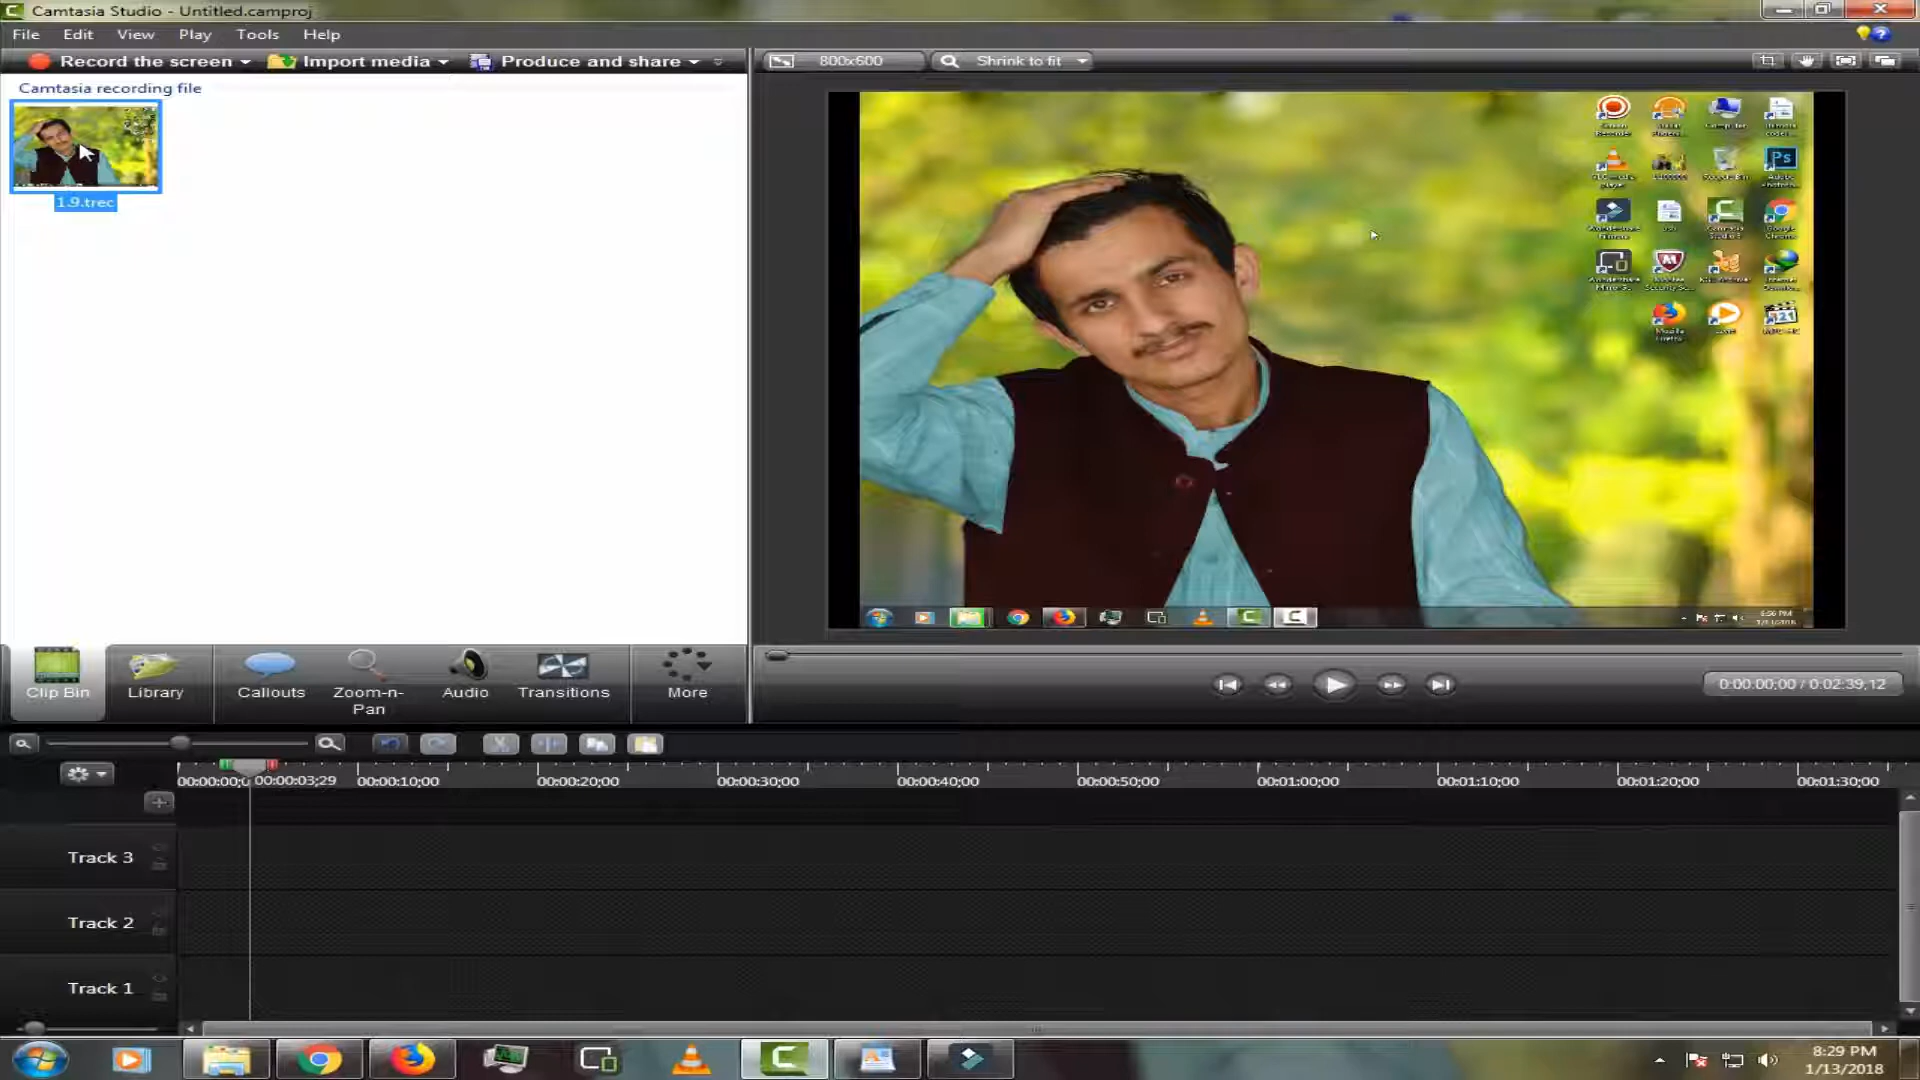 Camtasia Studio - Untitled.camproj
File Edit View Play Tools Help
Record the screen Import media Produce and share
800x600 Shrink to fit
Camtasia recording file
1.9.trec
Ps
Clip Bin Library Callouts Zoom-n-Pan Audio Transitions More
0:00:00;00 / 0:02:39;12
00:00:03;29 00:00:10;00 00:00:20;00 00:00:30;00 00:00:40;00 00:00:50;00 00:01:00;00 00:01:10;00 00:01:20;00 00:01:30;00
Track 3
Track 2
Track 1
8:29 PM
1/13/2018